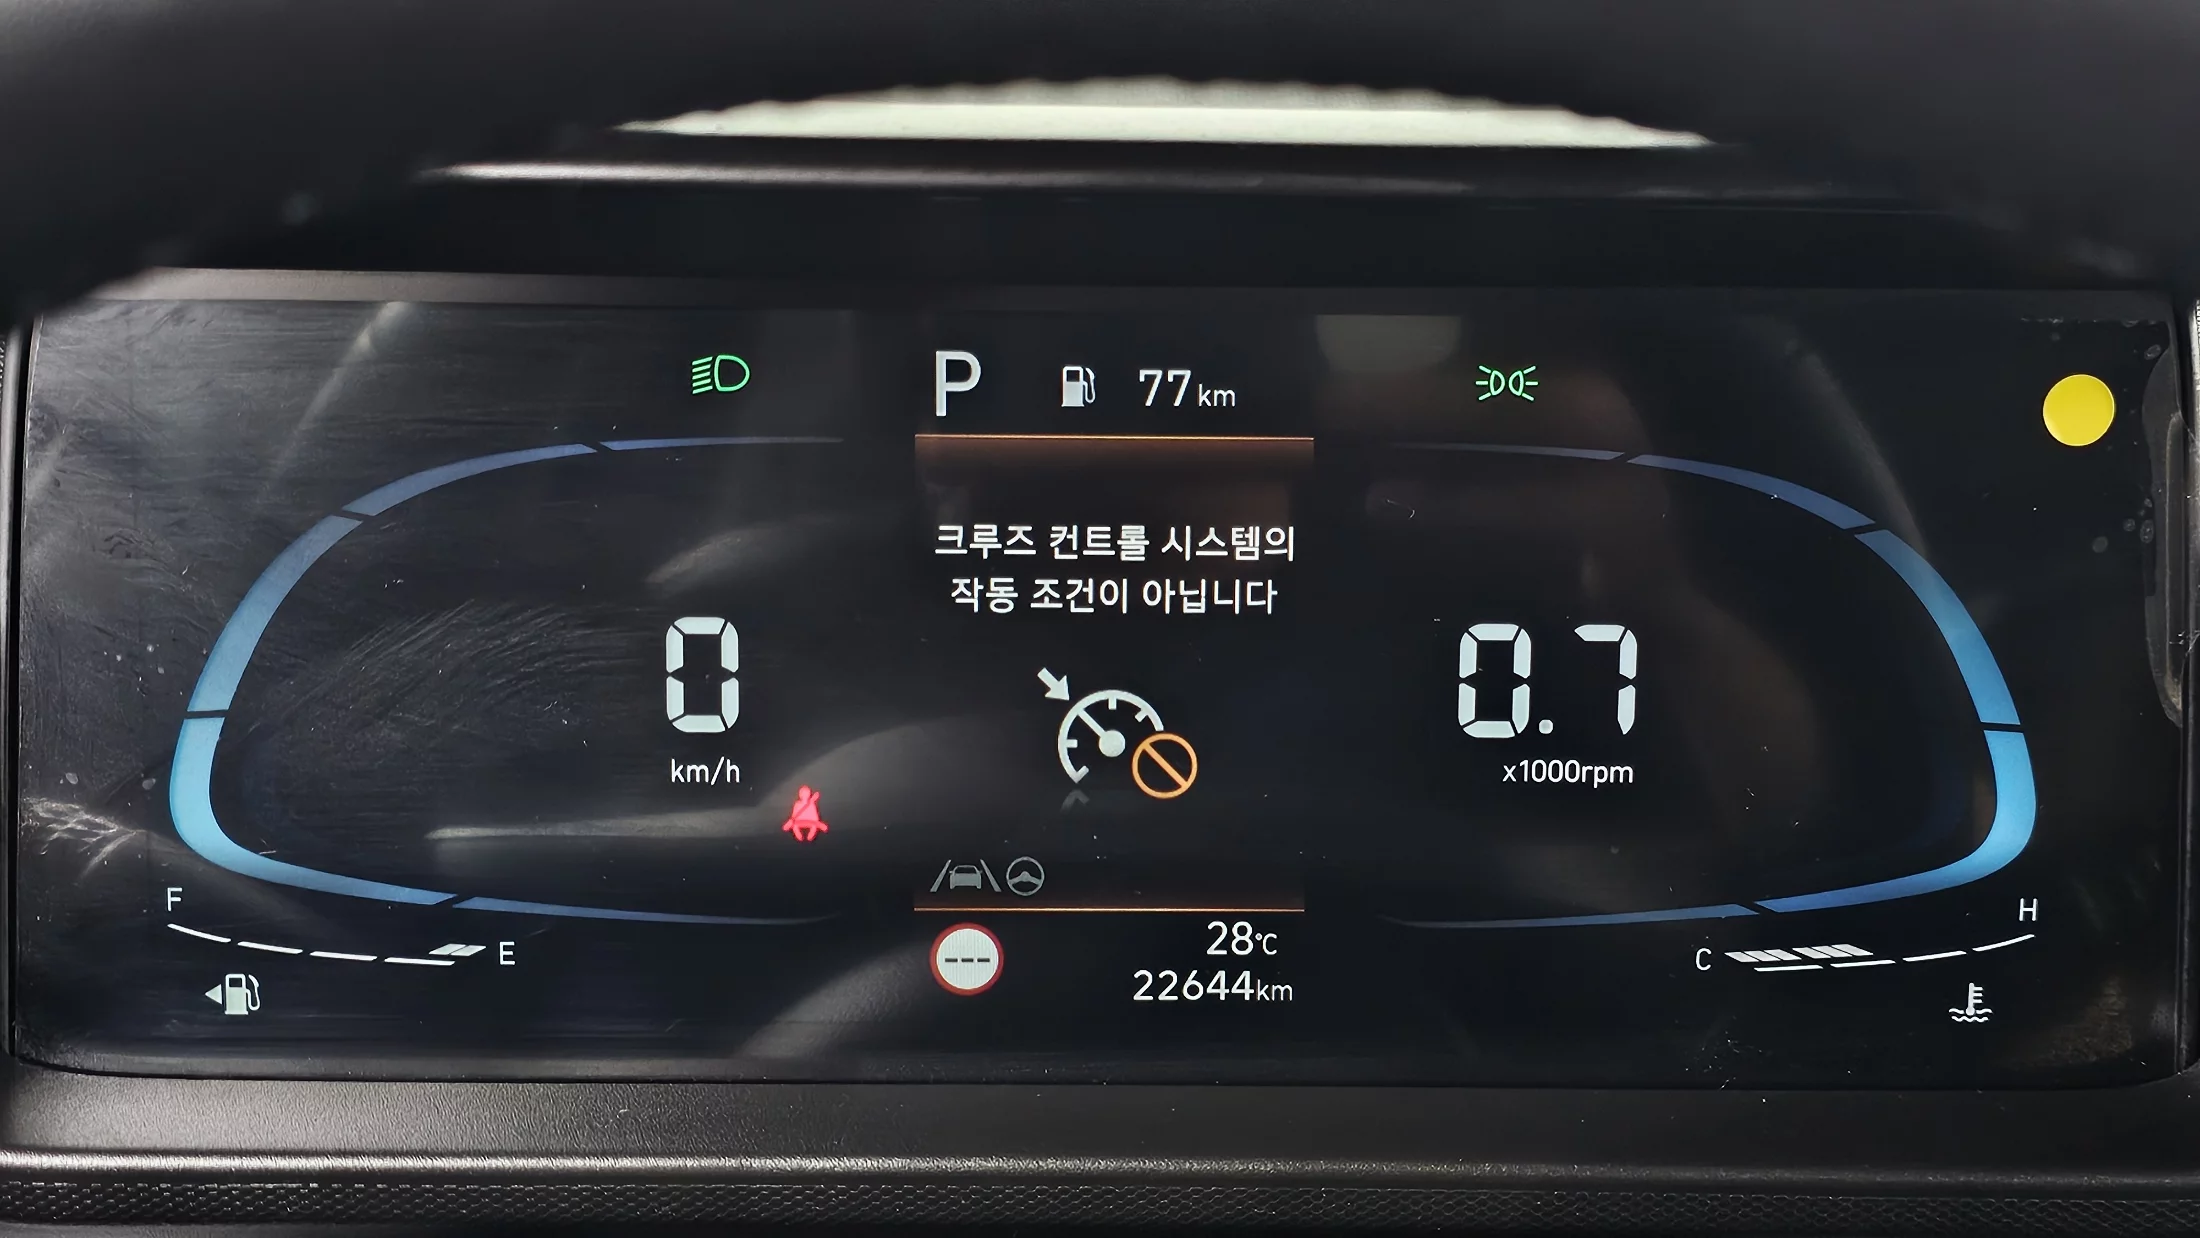 P 77km
크루즈 컨트롤 시스템의
작동 조건이 아닙니다
0
km/h
0.7
x1000rpm
F
E
---
28°C
22644km
C
H